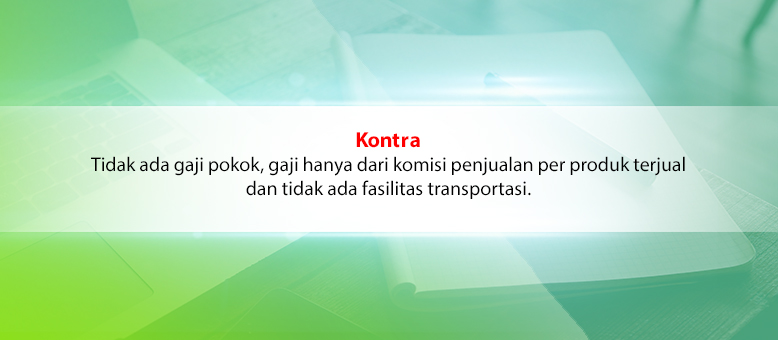 Kontra
Tidak ada gaji pokok, gaji hanya dari komisi penjualan per produk terjual
dan tidak ada fasilitas transportasi.